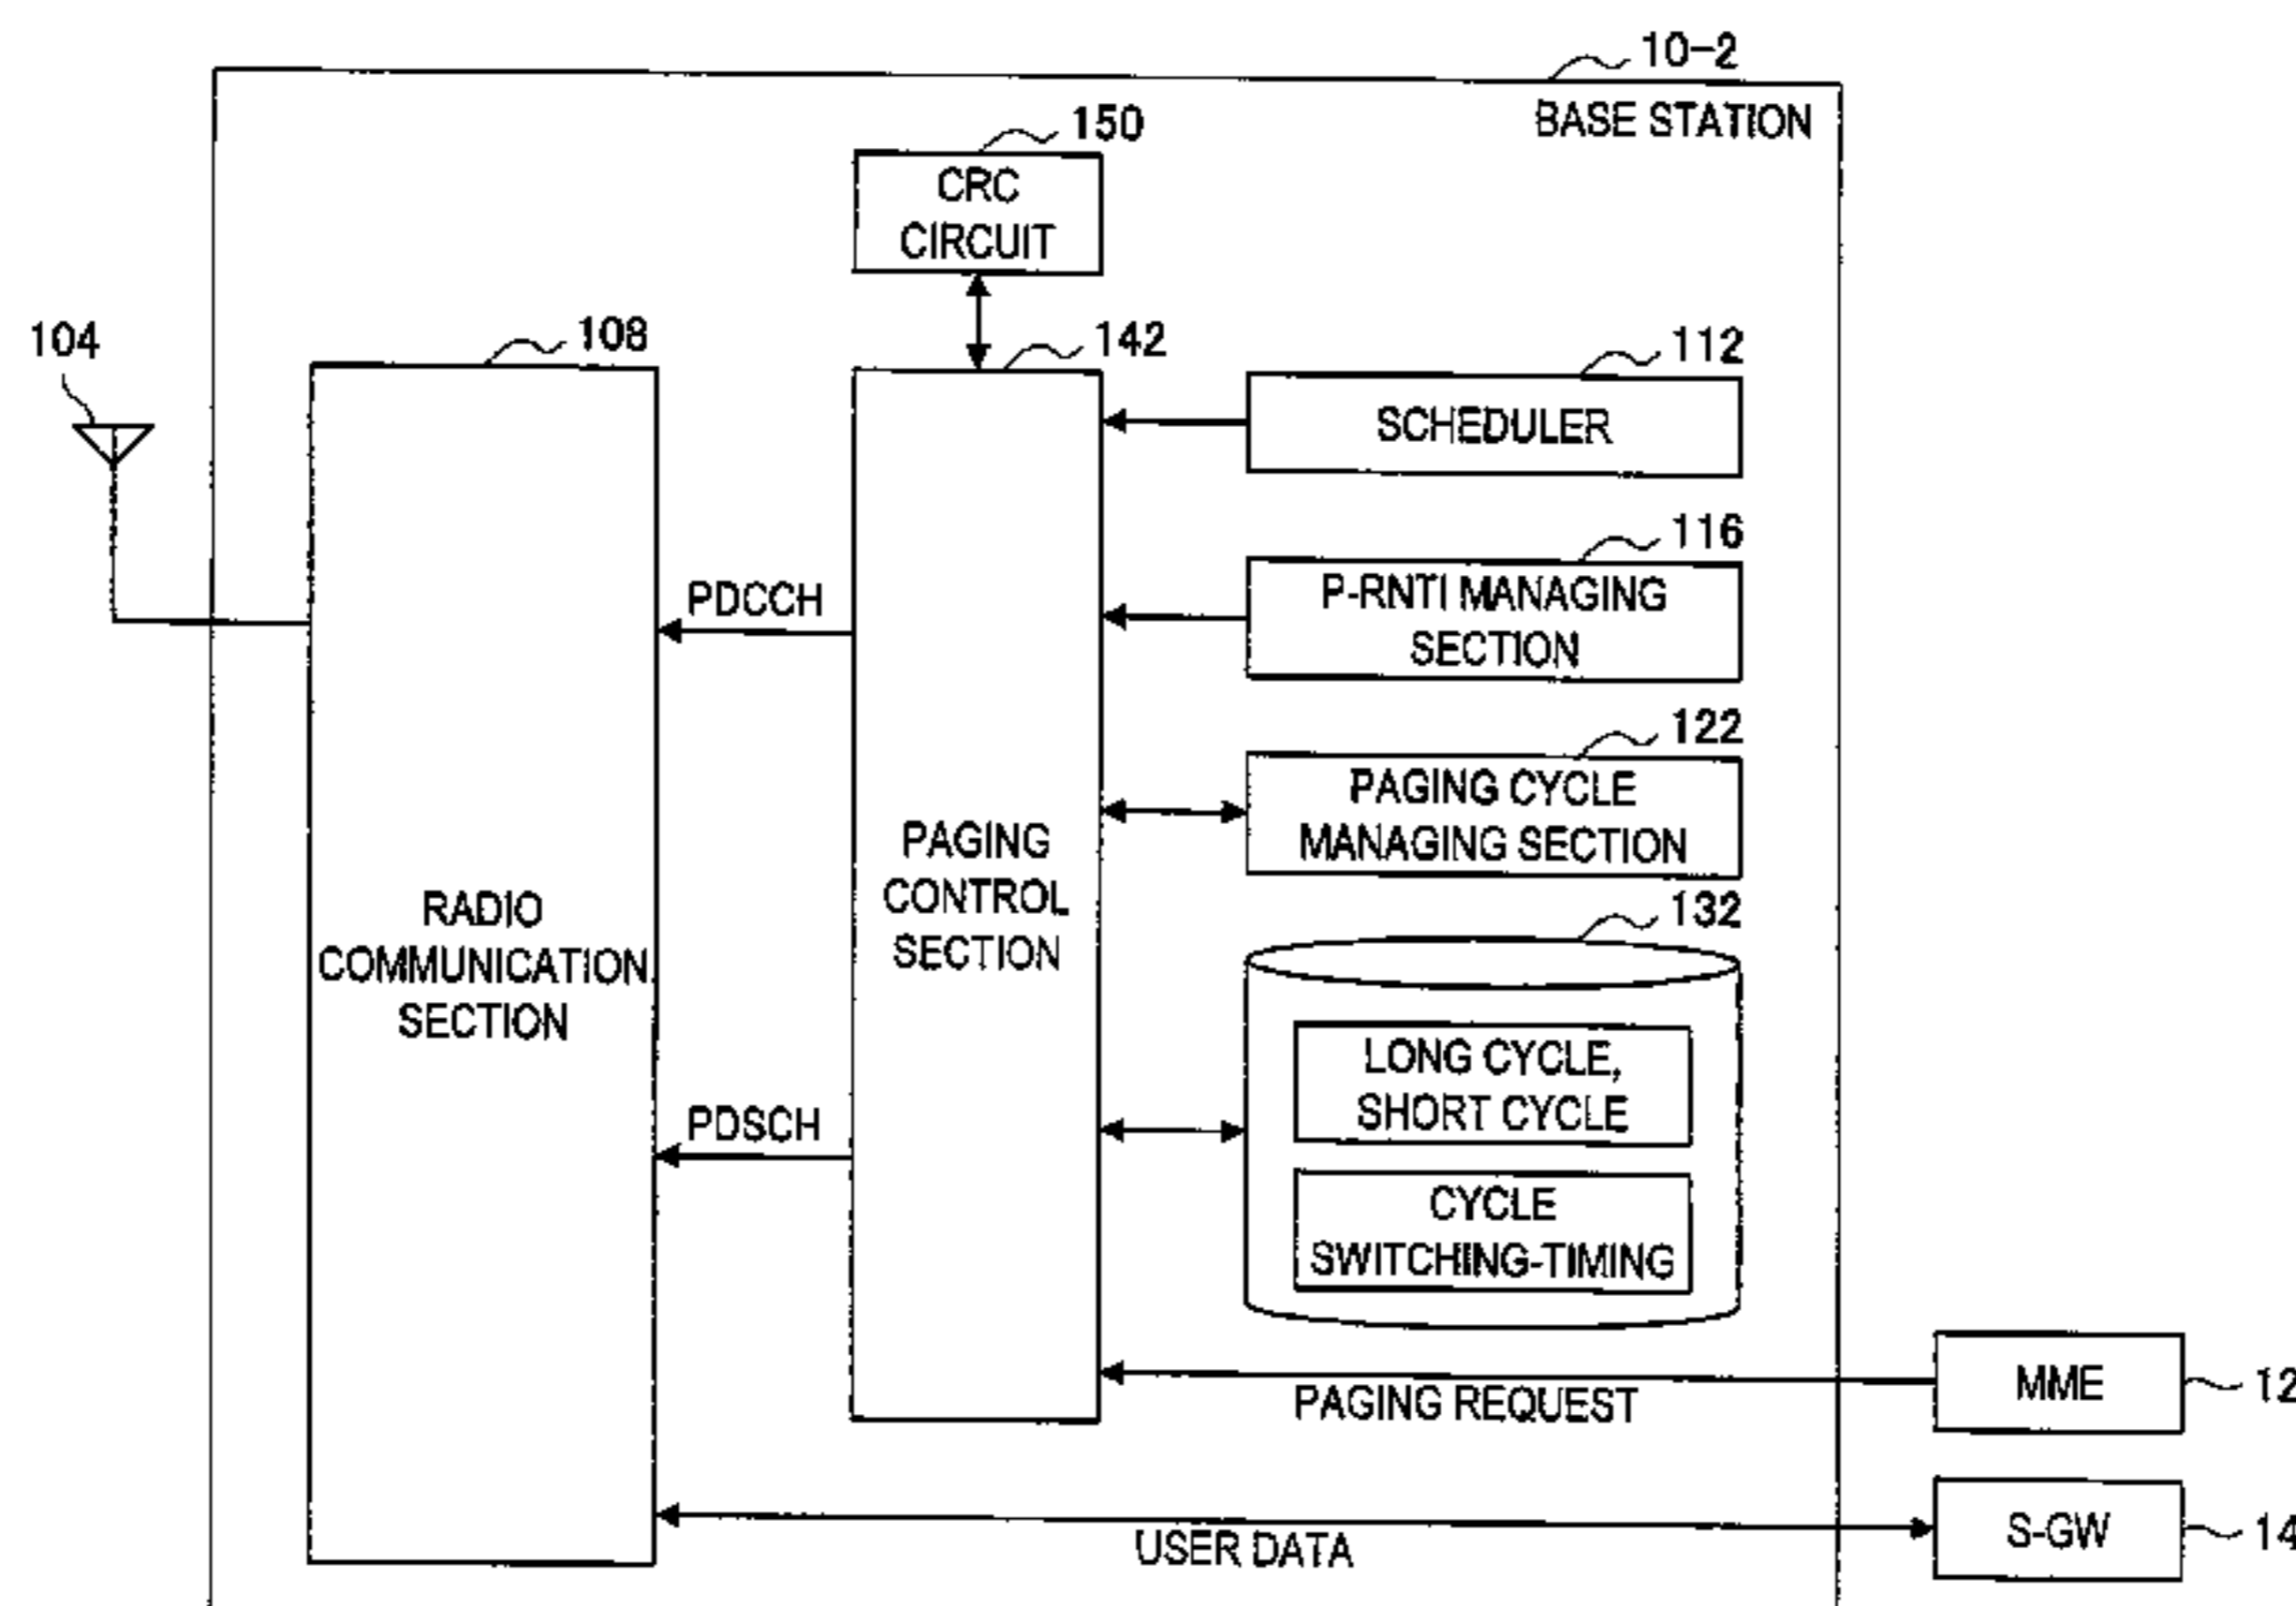 10-2
BASE STATION
150
CRC
CIRCUIT
104
108
142
112
SCHEDULER
116
P-RNTI MANAGING
SECTION
PDCCH
122
PAGING CYCLE
MANAGING SECTION
PAGING
CONTROL
SECTION
RADIO
COMMUNICATION
SECTION
132
LONG CYCLE,
SHORT CYCLE
PDSCH
CYCLE
SWITCHING-TIMING
MME
12
PAGING REQUEST
S-GW
14
USER DATA